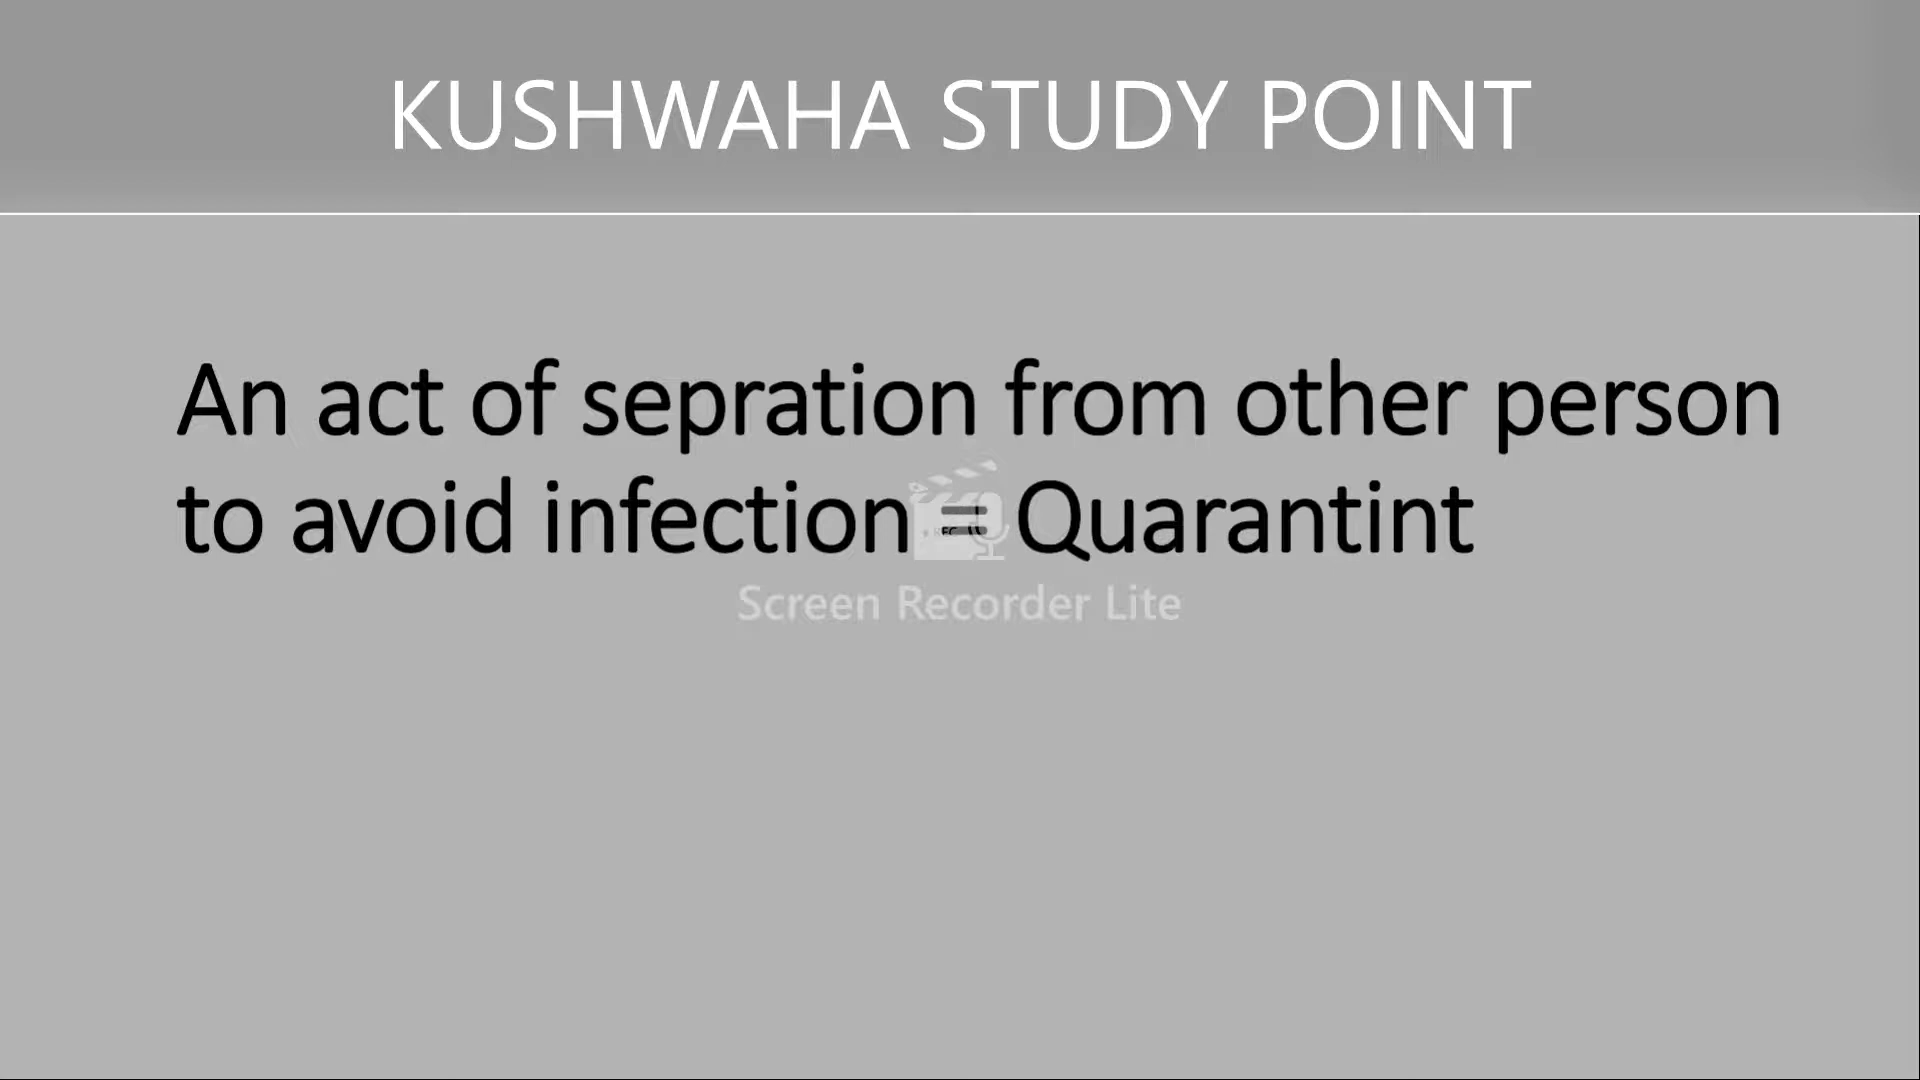 KUSHWAHA STUDY POINT
An act of sepration from other person
to avoid infection = Quarantint
Screen Recorder Lite